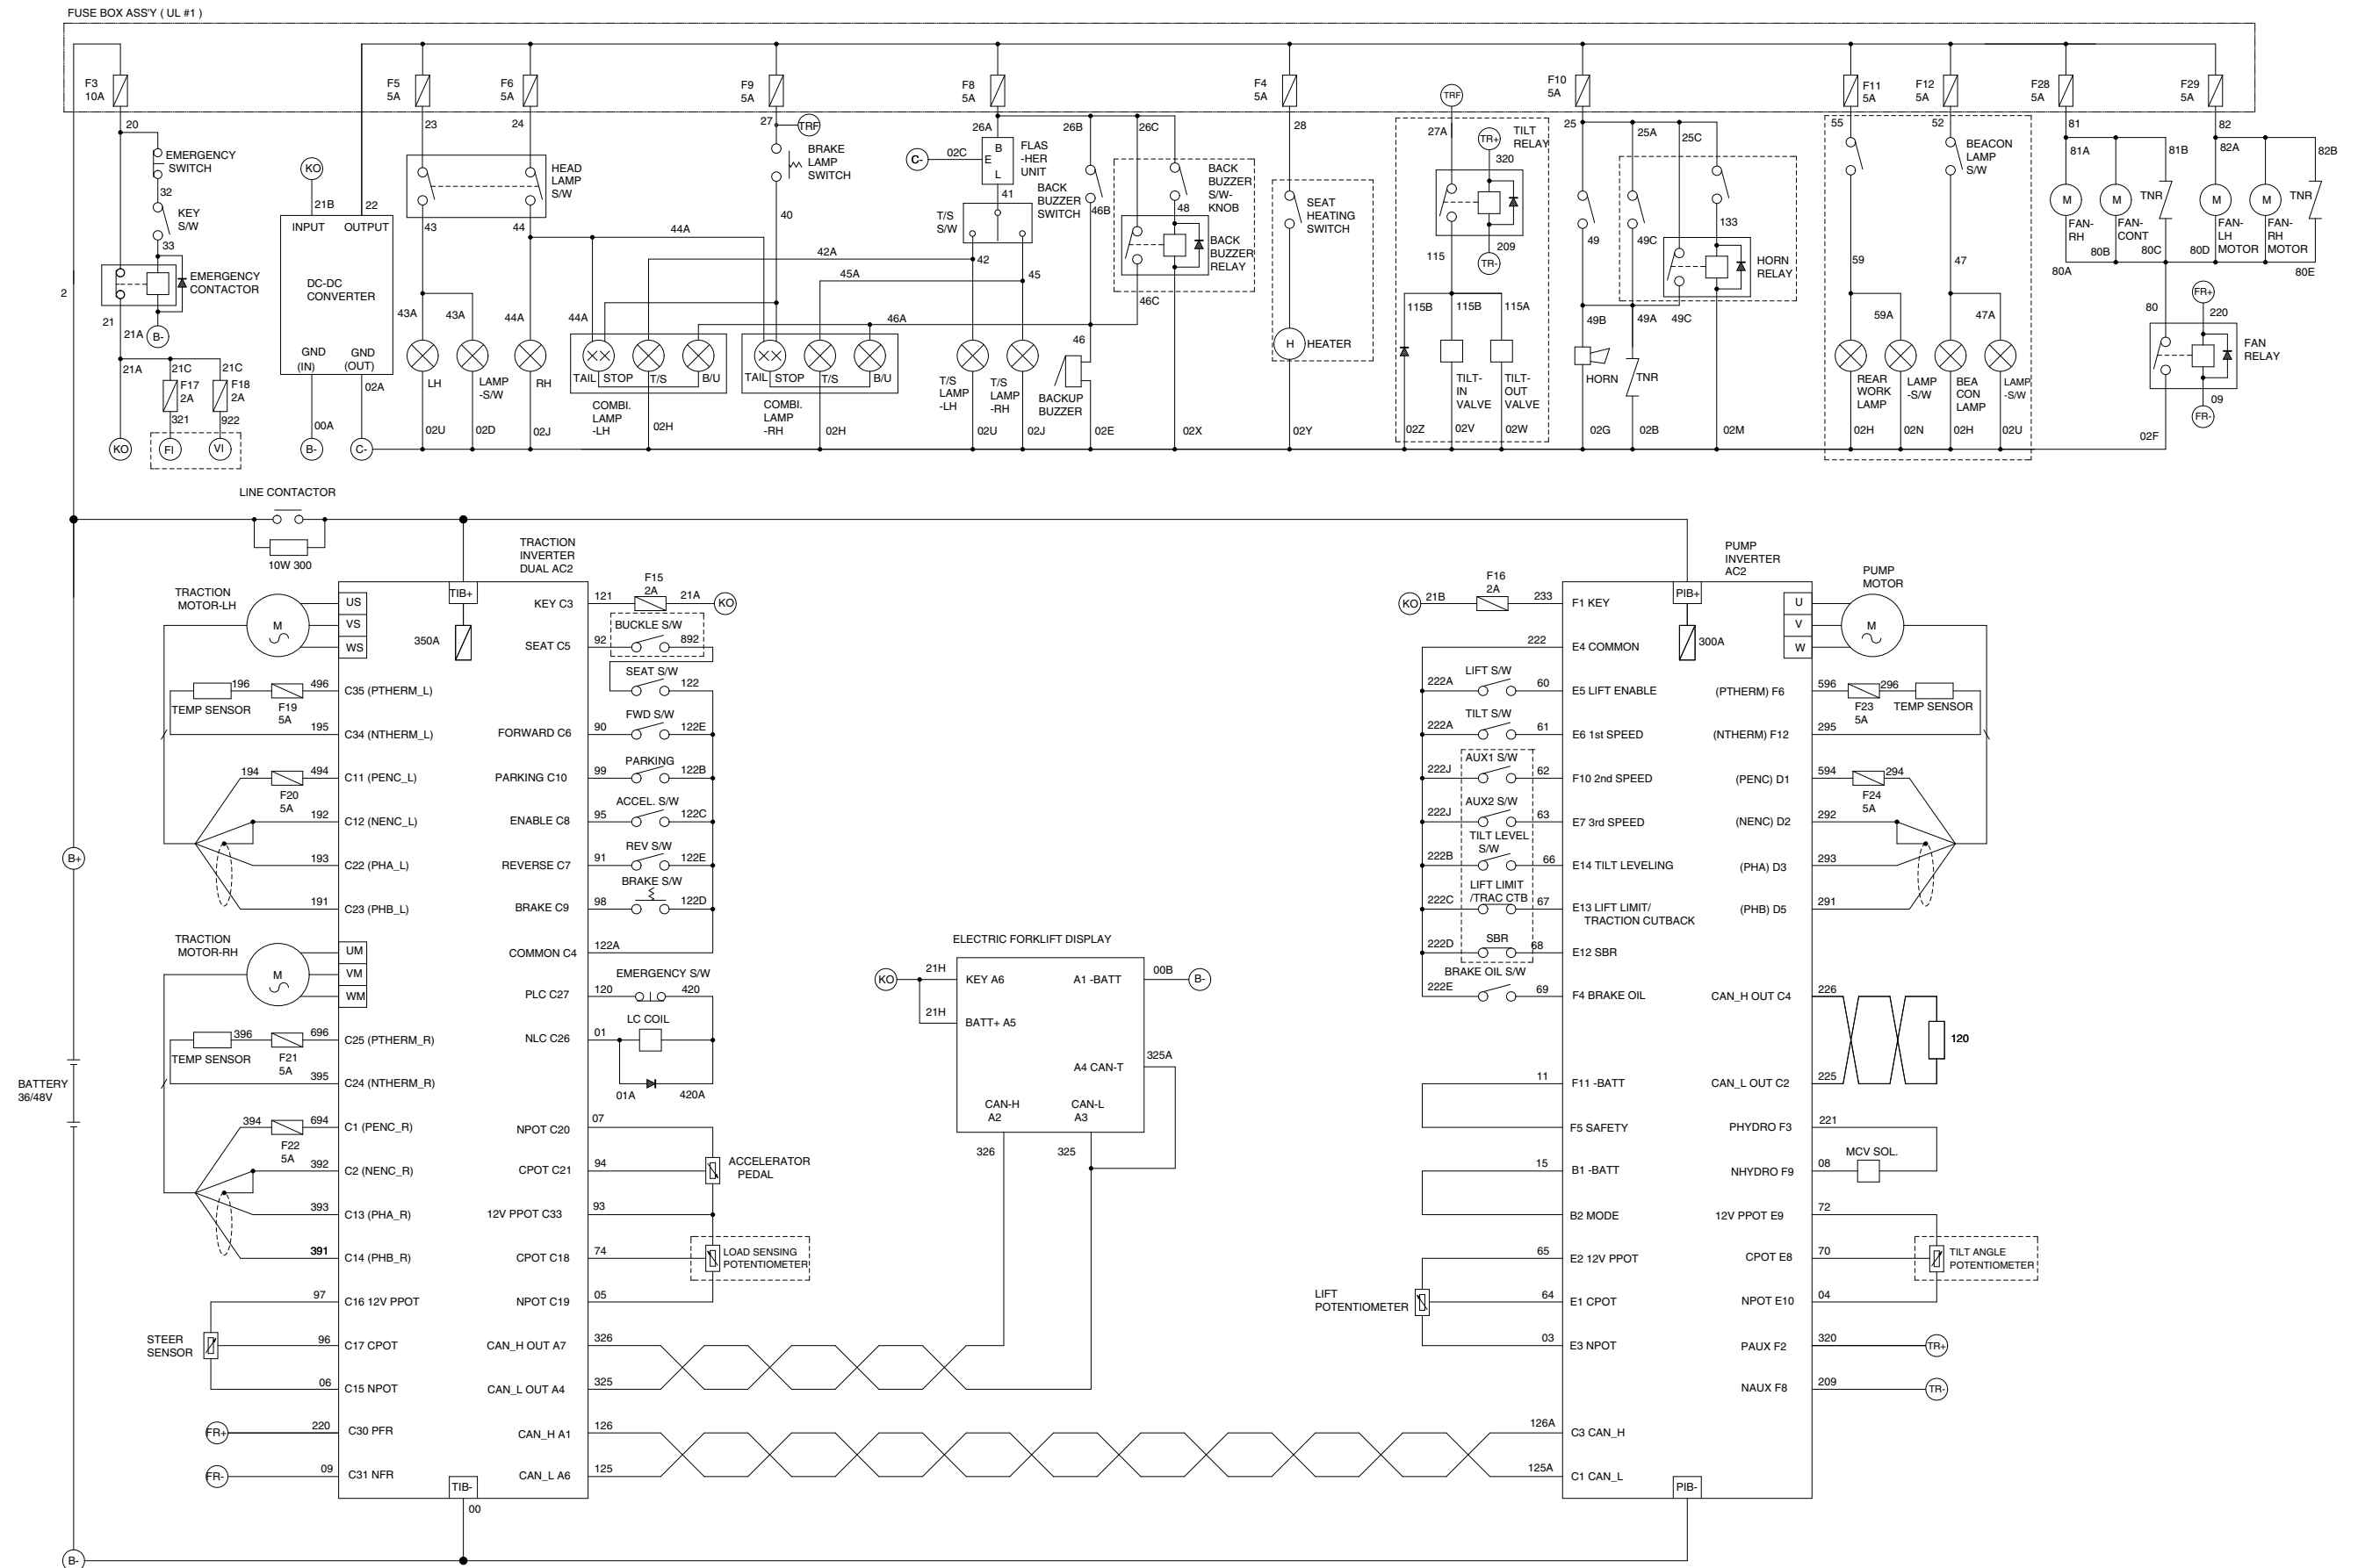 FUSE BOX ASS'Y ( UL #1 )
F3
10A
F5
5A
F6
5A
F9
5A
F8
5A
F4
5A
TRF
F10
5A
F11
5A
F12
5A
F28
5A
F29
5A
20
23
24
27
TRF
26A
26B
26C
28
27A
25
25A
25C
55
52
81
82
EMERGENCY
SWITCH
KO
32
KEY
S/W
33
21B
22
INPUT
OUTPUT
DC-DC
CONVERTER
GND
(IN)
GND
(OUT)
HEAD
LAMP
S/W
BRAKE
LAMP
SWITCH
C-
02C
B
E
L
FLAS
-HER
UNIT
41
T/S
S/W
BACK
BUZZER
SWITCH
46B
48
BACK
BUZZER
S/W-
KNOB
BACK
BUZZER
RELAY
SEAT
HEATING
SWITCH
TR+
320
TILT
RELAY
209
TR-
115
49
49C
133
HORN
RELAY
BEACON
LAMP
S/W
81A
81B
82A
82B
M
M
TNR
M
M
TNR
FAN-
RH
FAN-
CONT
FAN-
LH
MOTOR
FAN-
RH
MOTOR
80A
80B
80C
80D
80E
2
EMERGENCY
CONTACTOR
21
21A
B-
43
44
44A
40
42A
42
45A
45
46A
46C
59
47
43A
43A
44A
44A
46
115B
115B
115A
49B
49A
49C
59A
47A
80
FR+
220
FAN
RELAY
09
FR-
21A
21C
21C
F17
2A
F18
2A
321
922
KO
FI
VI
00A
02A
B-
C-
LH
LAMP
-S/W
RH
TAIL
STOP
T/S
B/U
COMBI.
LAMP
-LH
TAIL
STOP
T/S
B/U
COMBI.
LAMP
-RH
T/S
LAMP
-LH
T/S
LAMP
-RH
BACKUP
BUZZER
H
HEATER
TILT-
IN
VALVE
TILT-
OUT
VALVE
HORN
TNR
REAR
WORK
LAMP
LAMP
-S/W
BEA
CON
LAMP
LAMP
-S/W
02U
02D
02J
02H
02H
02U
02J
02E
02X
02Y
02Z
02V
02W
02G
02B
02M
02H
02N
02H
02U
02F
LINE CONTACTOR
10W 300
TRACTION
INVERTER
DUAL AC2
TRACTION
MOTOR-LH
M
US
VS
WS
TIB+
350A
KEY C3
121
F15
2A
21A
KO
SEAT C5
92
BUCKLE S/W
892
SEAT S/W
122
196
496
C35 (PTHERM_L)
TEMP SENSOR
F19
5A
195
C34 (NTHERM_L)
FORWARD C6
90
FWD S/W
122E
194
494
C11 (PENC_L)
F20
5A
PARKING C10
99
PARKING
122B
192
C12 (NENC_L)
ENABLE C8
95
ACCEL. S/W
122C
193
C22 (PHA_L)
REVERSE C7
91
REV S/W
122E
191
C23 (PHB_L)
BRAKE C9
98
BRAKE S/W
122D
TRACTION
MOTOR-RH
M
UM
VM
WM
COMMON C4
122A
PLC C27
120
EMERGENCY S/W
420
NLC C26
01
LC COIL
01A
420A
396
696
C25 (PTHERM_R)
TEMP SENSOR
F21
5A
395
C24 (NTHERM_R)
394
694
C1 (PENC_R)
F22
5A
NPOT C20
07
392
C2 (NENC_R)
CPOT C21
94
ACCELERATOR
PEDAL
393
C13 (PHA_R)
12V PPOT C33
93
391
C14 (PHB_R)
CPOT C18
74
LOAD SENSING
POTENTIOMETER
97
C16 12V PPOT
NPOT C19
05
STEER
SENSOR
96
C17 CPOT
CAN_H OUT A7
326
06
C15 NPOT
CAN_L OUT A4
325
FR+
220
C30 PFR
CAN_H A1
126
FR-
09
C31 NFR
CAN_L A6
125
TIB-
00
B+
BATTERY
36/48V
B-
ELECTRIC FORKLIFT DISPLAY
KO
21H
KEY A6
A1 -BATT
00B
B-
21H
BATT+ A5
A4 CAN-T
325A
CAN-H
A2
CAN-L
A3
326
325
PUMP
INVERTER
AC2
PUMP
MOTOR
M
U
V
W
PIB+
300A
KO
21B
F16
2A
233
F1 KEY
222
E4 COMMON
222A
LIFT S/W
60
E5 LIFT ENABLE
(PTHERM) F6
596
296
F23
5A
TEMP SENSOR
222A
TILT S/W
61
E6 1st SPEED
(NTHERM) F12
295
222J
AUX1 S/W
62
F10 2nd SPEED
(PENC) D1
594
294
F24
5A
222J
AUX2 S/W
63
E7 3rd SPEED
(NENC) D2
292
222B
TILT LEVEL
S/W
66
E14 TILT LEVELING
(PHA) D3
293
222C
LIFT LIMIT
/TRAC CTB
67
E13 LIFT LIMIT/
TRACTION CUTBACK
(PHB) D5
291
222D
SBR
68
E12 SBR
222E
BRAKE OIL S/W
69
F4 BRAKE OIL
CAN_H OUT C4
226
120
11
F11 -BATT
CAN_L OUT C2
225
F5 SAFETY
PHYDRO F3
221
15
B1 -BATT
NHYDRO F9
08
MCV SOL.
B2 MODE
12V PPOT E9
72
65
E2 12V PPOT
CPOT E8
70
TILT ANGLE
POTENTIOMETER
LIFT
POTENTIOMETER
64
E1 CPOT
NPOT E10
04
03
E3 NPOT
PAUX F2
320
TR+
NAUX F8
209
TR-
126A
C3 CAN_H
125A
C1 CAN_L
PIB-